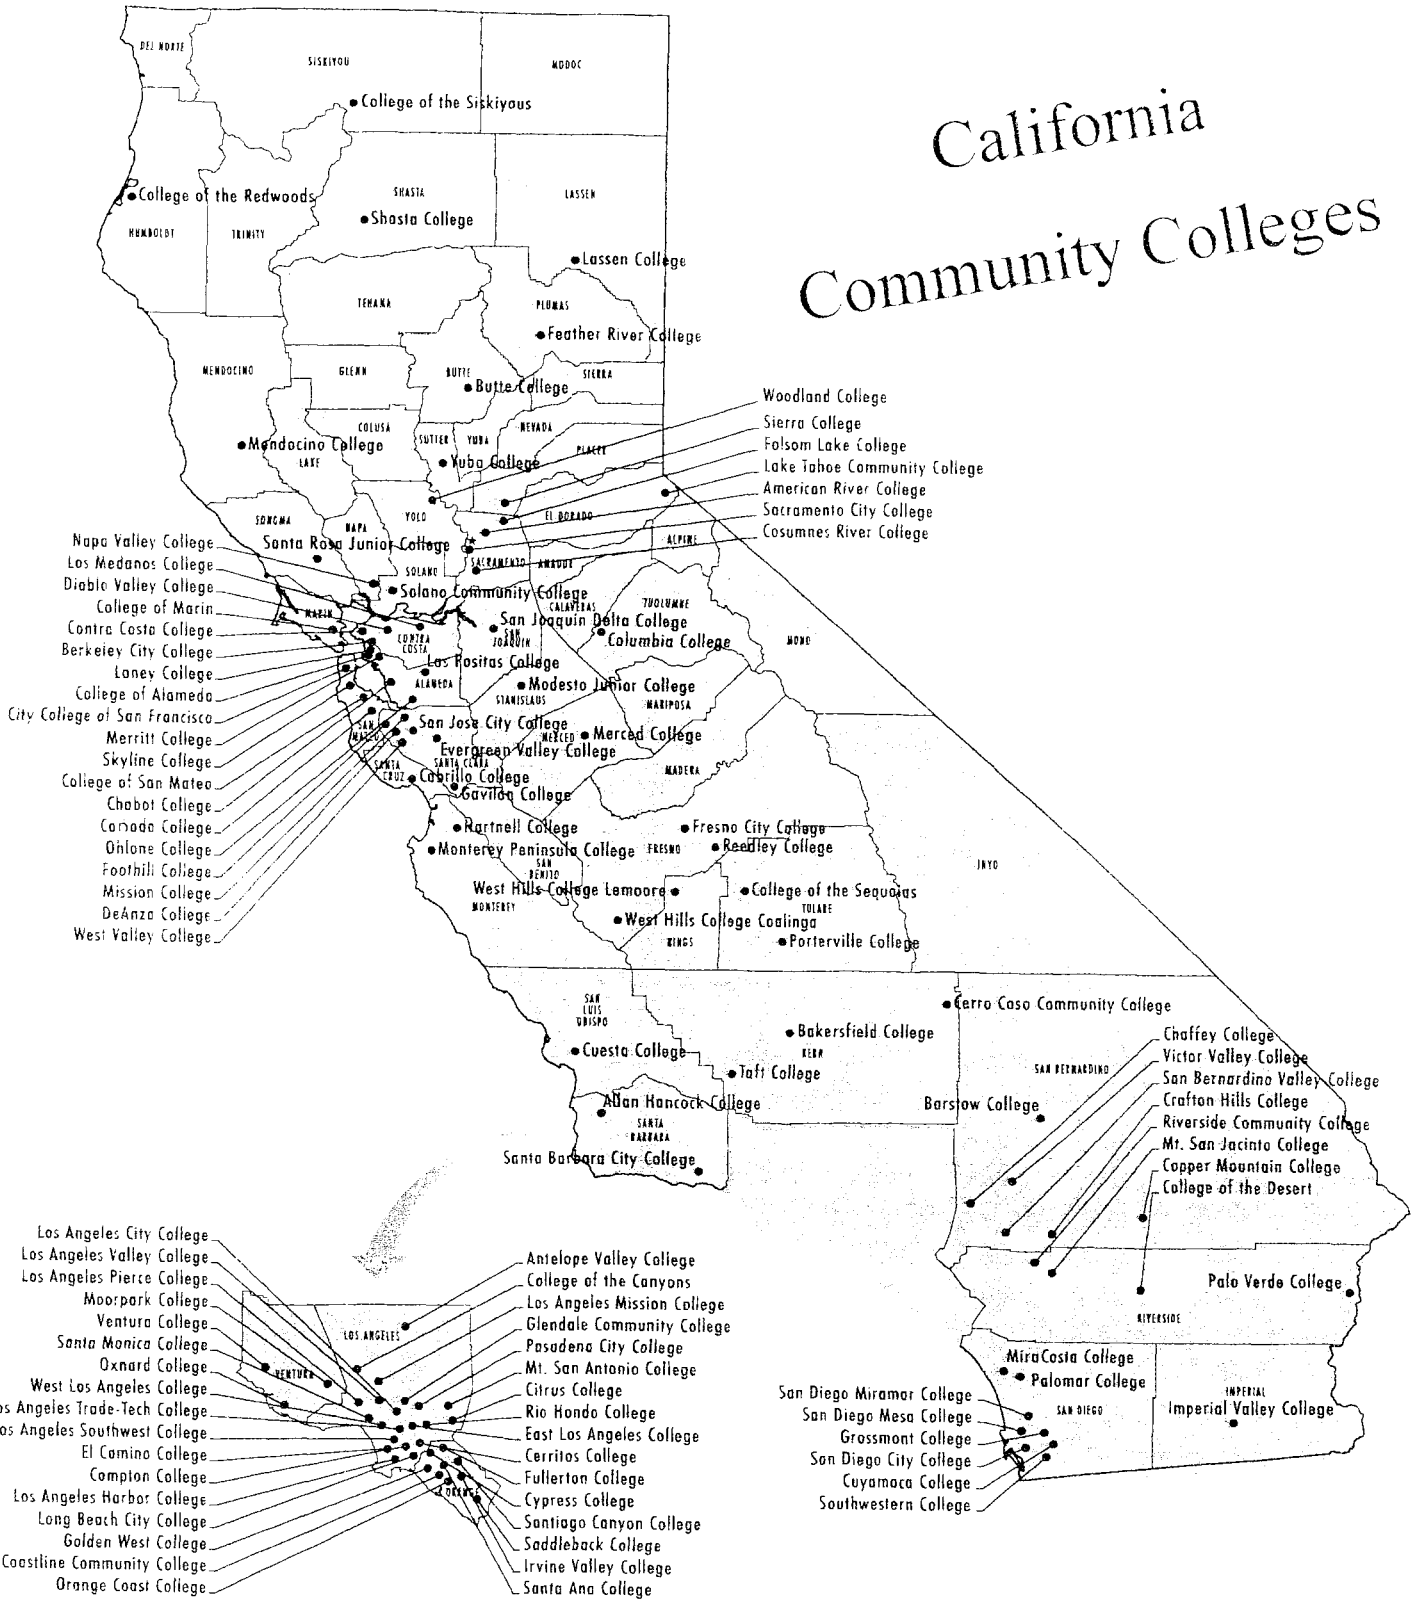 California
Community Colleges
DEL NORTE
SISKIYOU
MODOC
College of the Siskiyous
College of the Redwoods
SHASTA
LASSEN
Shasta College
HUMBOLDT
TRINITY
Lassen College
TEHAMA
PLUMAS
Feather River College
MENDOCINO
GLENN
BUTTE
SIERRA
Butte College
COLUSA
SUTTER
YUBA
NEVADA
PLACER
Mendocino College
LAKE
Yuba College
Woodland College
Sierra College
Folsom Lake College
Lake Tahoe Community College
American River College
Sacramento City College
Cosumnes River College
SONOMA
NAPA
YOLO
EL DORADO
ALPINE
Santa Rosa Junior College
SACRAMENTO
AMADOR
SOLANO
Solano Community College
CALAVERAS
TUOLUMNE
MARIN
San Joaquin Delta College
SAN
JOAQUIN
Columbia College
MONO
CONTRA
COSTA
Las Positas College
ALAMEDA
Modesto Junior College
STANISLAUS
MARIPOSA
SAN
MATEO
San Jose City College
MERCED
Merced College
Evergreen Valley College
SANTA
CRUZ
SANTA CLARA
MADERA
Cabrillo College
Gavilan College
Napa Valley College
Los Medanos College
Diablo Valley College
College of Marin
Contra Costa College
Berkeley City College
Laney College
College of Alameda
City College of San Francisco
Merritt College
Skyline College
College of San Mateo
Chabot College
Canada College
Ohlone College
Foothill College
Mission College
DeAnza College
West Valley College
Hartnell College
Fresno City College
Monterey Peninsula College
FRESNO
Reedley College
SAN
BENITO
INYO
West Hills College Lemoore
College of the Sequoias
MONTEREY
TULARE
West Hills College Coalinga
KINGS
Porterville College
SAN
LUIS
OBISPO
Cerro Coso Community College
Bakersfield College
KERN
Cuesta College
Taft College
SAN BERNARDINO
Allan Hancock College
SANTA
BARBARA
Barstow College
Santa Barbara City College
Chaffey College
Victor Valley College
San Bernardino Valley College
Crafton Hills College
Riverside Community College
Mt. San Jacinto College
Copper Mountain College
College of the Desert
Palo Verde College
RIVERSIDE
MiraCosta College
Palomar College
IMPERIAL
Imperial Valley College
SAN DIEGO
San Diego Miramar College
San Diego Mesa College
Grossmont College
San Diego City College
Cuyamaca College
Southwestern College
Los Angeles City College
Los Angeles Valley College
Los Angeles Pierce College
Moorpark College
Ventura College
Santa Monica College
Oxnard College
West Los Angeles College
os Angeles Trade-Tech College
os Angeles Southwest College
El Camino College
Compton College
Los Angeles Harbor College
Long Beach City College
Golden West College
Coastline Community College
Orange Coast College
LOS ANGELES
VENTURA
ORANGE
Antelope Valley College
College of the Canyons
Los Angeles Mission College
Glendale Community College
Pasadena City College
Mt. San Antonio College
Citrus College
Rio Hondo College
East Los Angeles College
Cerritos College
Fullerton College
Cypress College
Santiago Canyon College
Saddleback College
Irvine Valley College
Santa Ana College